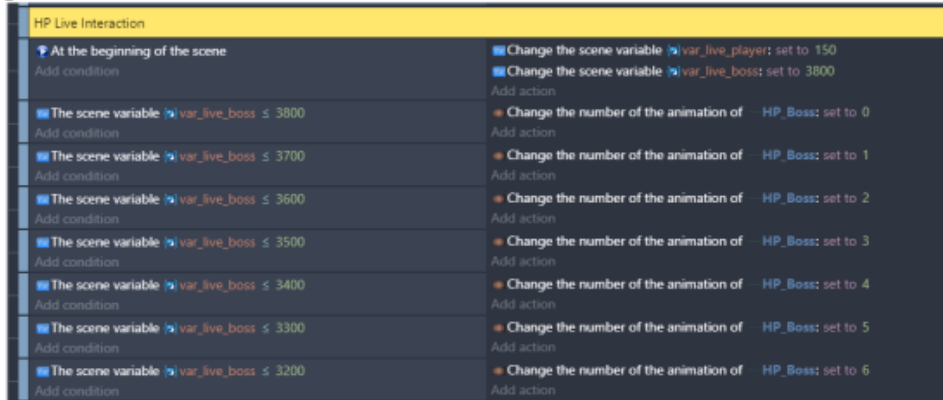 HP Live Interaction
At the beginning of the scene
Add condition
Change the scene variable var_live_player: set to 150
Change the scene variable var_live_boss: set to 3800
Add action
The scene variable var_live_boss ≤ 3800
Add condition
Change the number of the animation of HP_Boss: set to 0
Add action
The scene variable var_live_boss ≤ 3700
Add condition
Change the number of the animation of HP_Boss: set to 1
Add action
The scene variable var_live_boss ≤ 3600
Add condition
Change the number of the animation of HP_Boss: set to 2
Add action
The scene variable var_live_boss ≤ 3500
Add condition
Change the number of the animation of HP_Boss: set to 3
Add action
The scene variable var_live_boss ≤ 3400
Add condition
Change the number of the animation of HP_Boss: set to 4
Add action
The scene variable var_live_boss ≤ 3300
Add condition
Change the number of the animation of HP_Boss: set to 5
Add action
The scene variable var_live_boss ≤ 3200
Add condition
Change the number of the animation of HP_Boss: set to 6
Add action